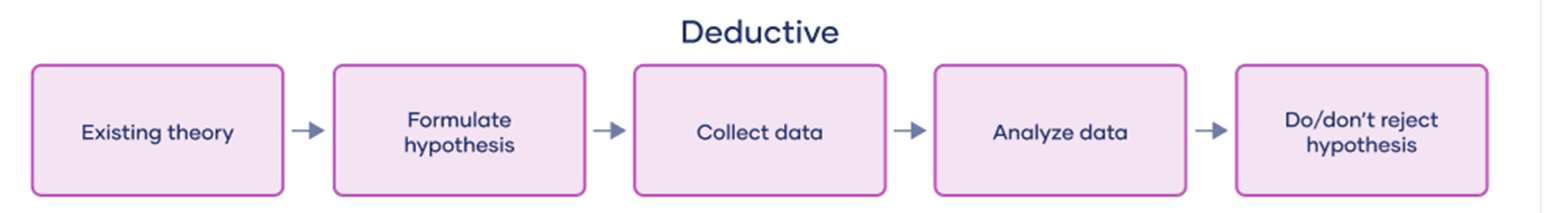 Deductive
Existing theory
Formulate
hypothesis
Collect data
Analyze data
Do/don't reject
hypothesis